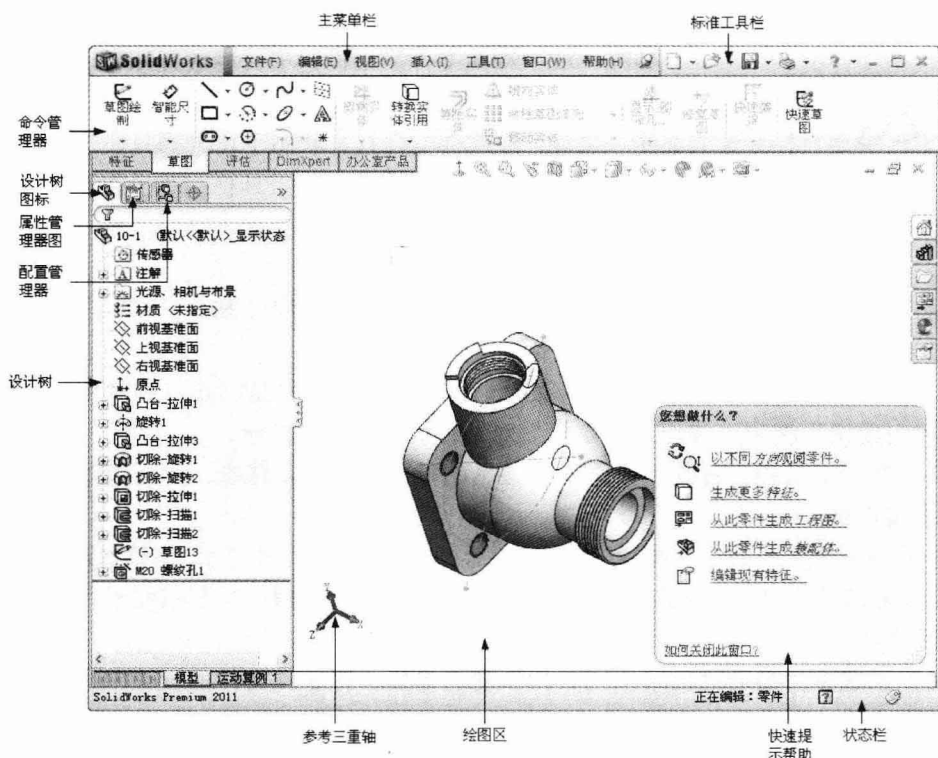 主菜单栏
标准工具栏
SolidWorks 文件(F) 编辑(E) 视图(V) 插入(I) 工具(T) 窗口(W) 帮助(H)
草图绘制
智能尺寸
转换实体引用
快速草图
命令管理器
特征 草图 评估 DimXpert 办公室产品
设计树图标
属性管理器图
配置管理器
设计树
10-1 (默认<<默认>_显示状态
传感器
注解
光源、相机与布景
材质 <未指定>
前视基准面
上视基准面
右视基准面
原点
凸台-拉伸1
旋转1
凸台-拉伸3
切除-旋转1
切除-旋转2
切除-拉伸1
切除-扫描1
切除-扫描2
(-) 草图13
M20 螺纹孔1
您想做什么?
以不同方向观阅零件。
生成更多特征。
从此零件生成工程图。
从此零件生成装配体。
编辑现有特征。
如何关闭此窗口?
Z
模型 运动算例 1
SolidWorks Premium 2011
正在编辑: 零件
参考三重轴
绘图区
快速提示帮助
状态栏